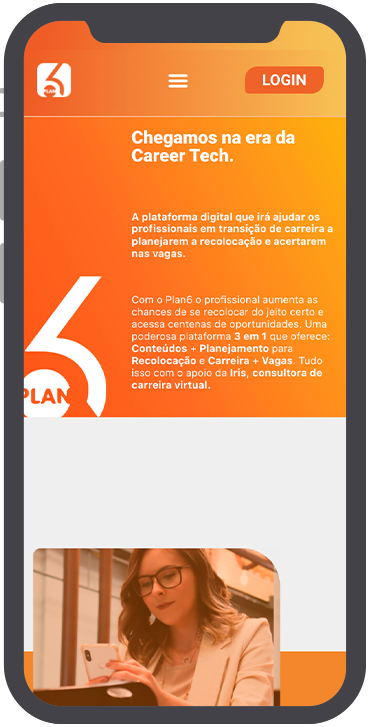 PLAN
6
LOGIN
Chegamos na era da
Career Tech.
A plataforma digital que irá ajudar os
profissionais em transição de carreira a
planejarem a recolocação e acertarem
nas vagas.
Com o Plan6 o profissional aumenta as
chances de se recolocar do jeito certo e
acessa centenas de oportunidades. Uma
poderosa plataforma 3 em 1 que oferece:
Conteúdos + Planejamento para
Recolocação e Carreira + Vagas. Tudo
isso com o apoio da Iris, consultora de
carreira virtual.
6
PLAN